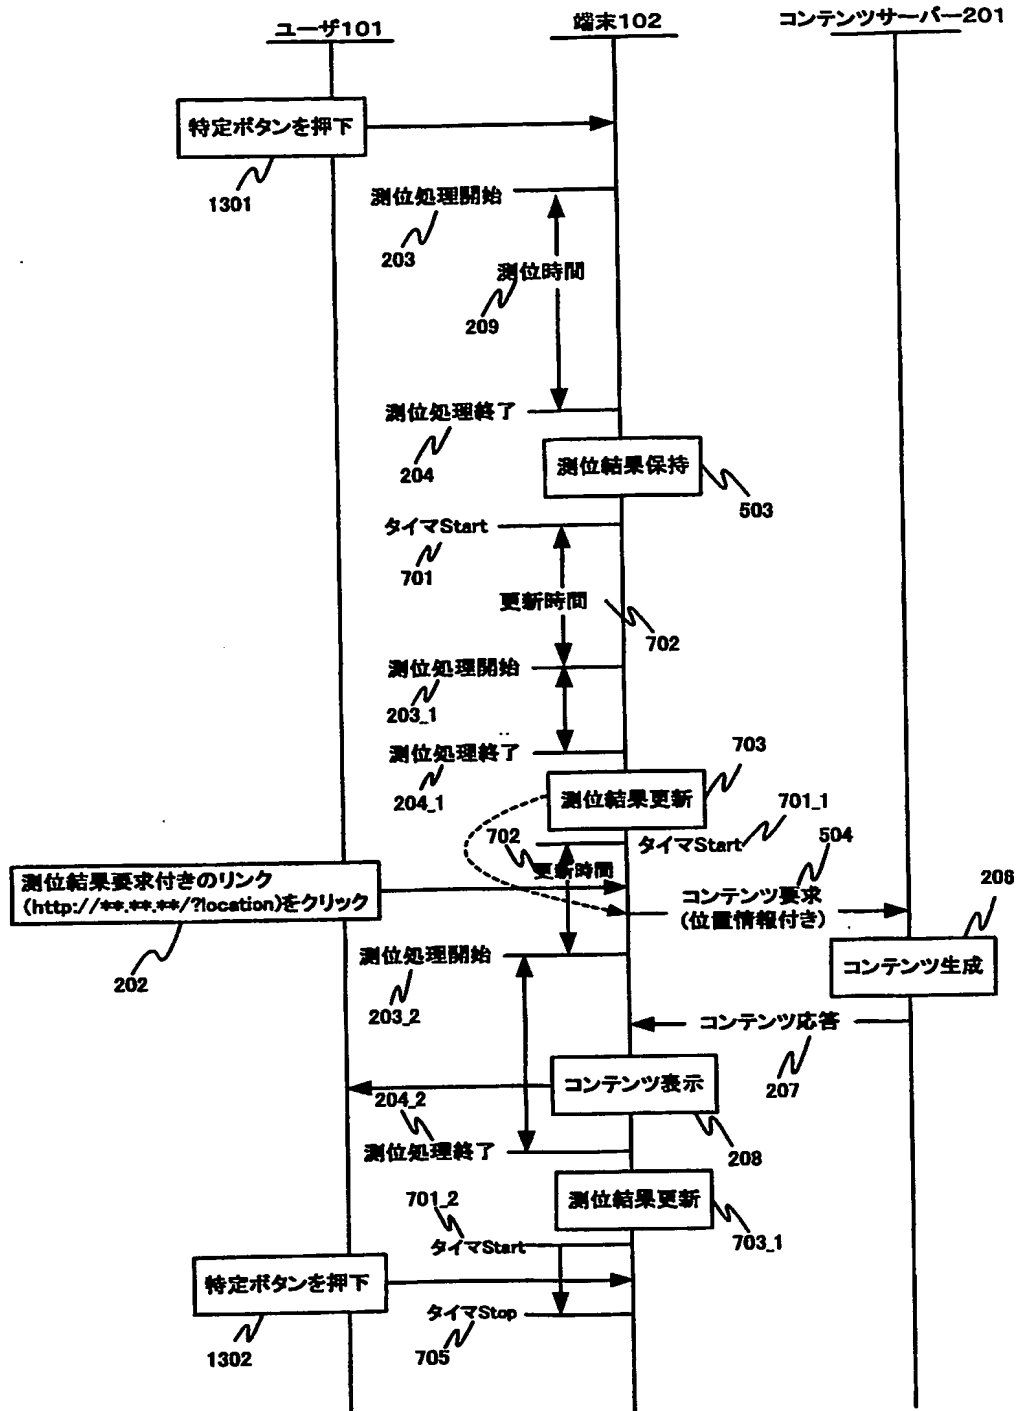 ユーザ101
端末102
コンテンツサーバー201
特定ボタンを押下
1301
測位処理開始
203
測位時間
209
測位処理終了
204
測位結果保持
503
タイマStart
701
更新時間
702
測位処理開始
203_1
測位処理終了
204_1
測位結果更新
703
701_1
タイマStart
702
更新時間
504
測位結果要求付きのリンク
(http://**.**.**/?location)をクリック
202
コンテンツ要求
(位置情報付き)
206
コンテンツ生成
測位処理開始
203_2
コンテンツ応答
207
コンテンツ表示
208
204_2
測位処理終了
測位結果更新
703_1
701_2
タイマStart
特定ボタンを押下
1302
タイマStop
705